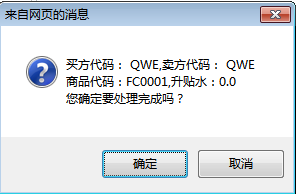 来自网页的消息
买方代码： QWE,卖方代码： QWE
商品代码：FC0001,升贴水：0.0
您确定要处理完成吗？
确定
取消